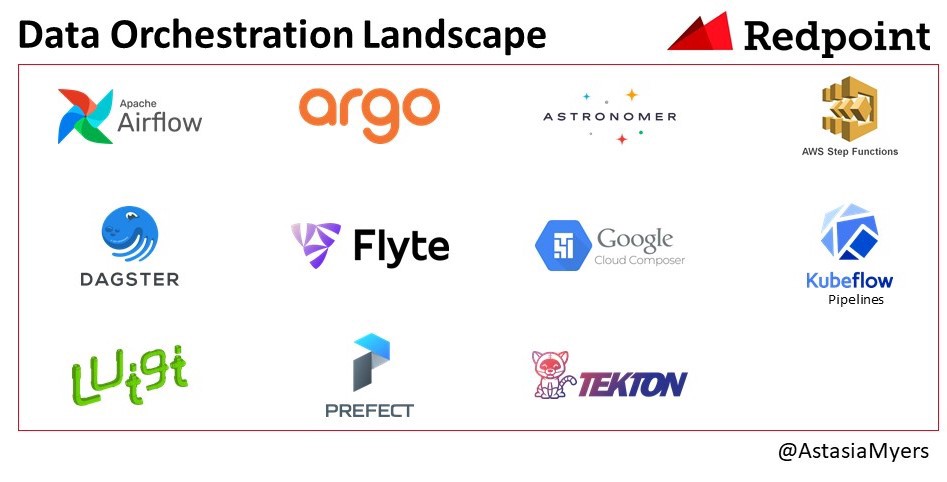 Data Orchestration Landscape
Redpoint
Apache
Airflow
argo
ASTRONOMER
AWS Step Functions
DAGSTER
Flyte
Google
Cloud Composer
Kubeflow
Pipelines
Luigi
PREFECT
TEKTON
@AstasiaMyers